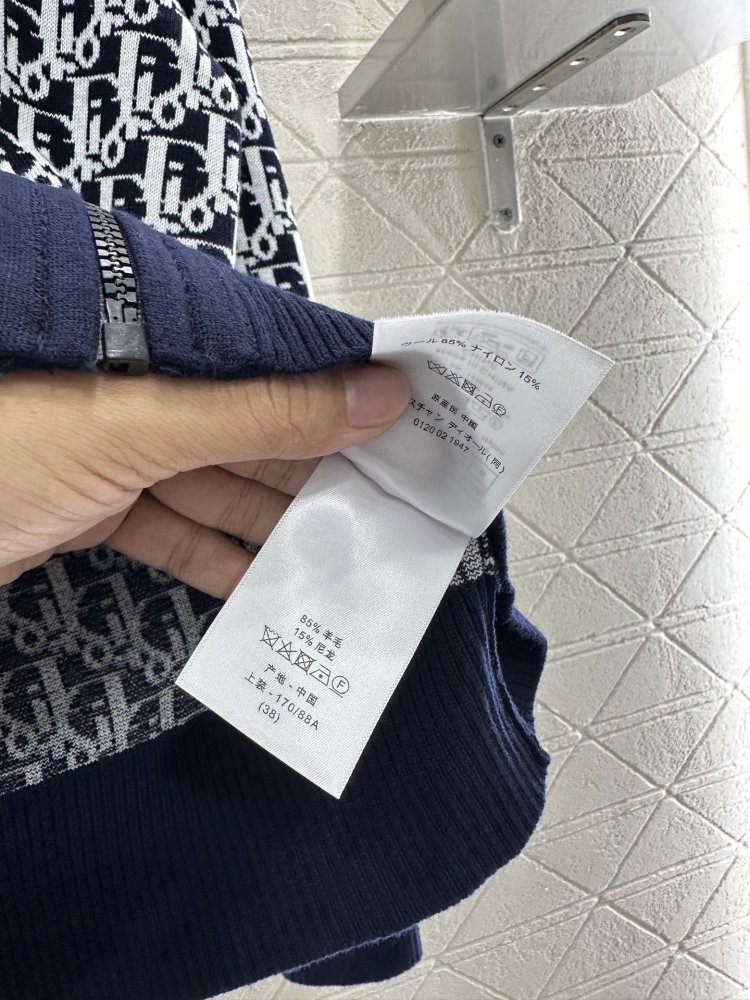 Dior
ウール 85% ナイロン 15%
原産国 中国
スチャン ディオール(同)
0120 02 1947
85% 羊毛
15% 尼龙
F
产地 - 中国
上装 - 170/88A
(38)